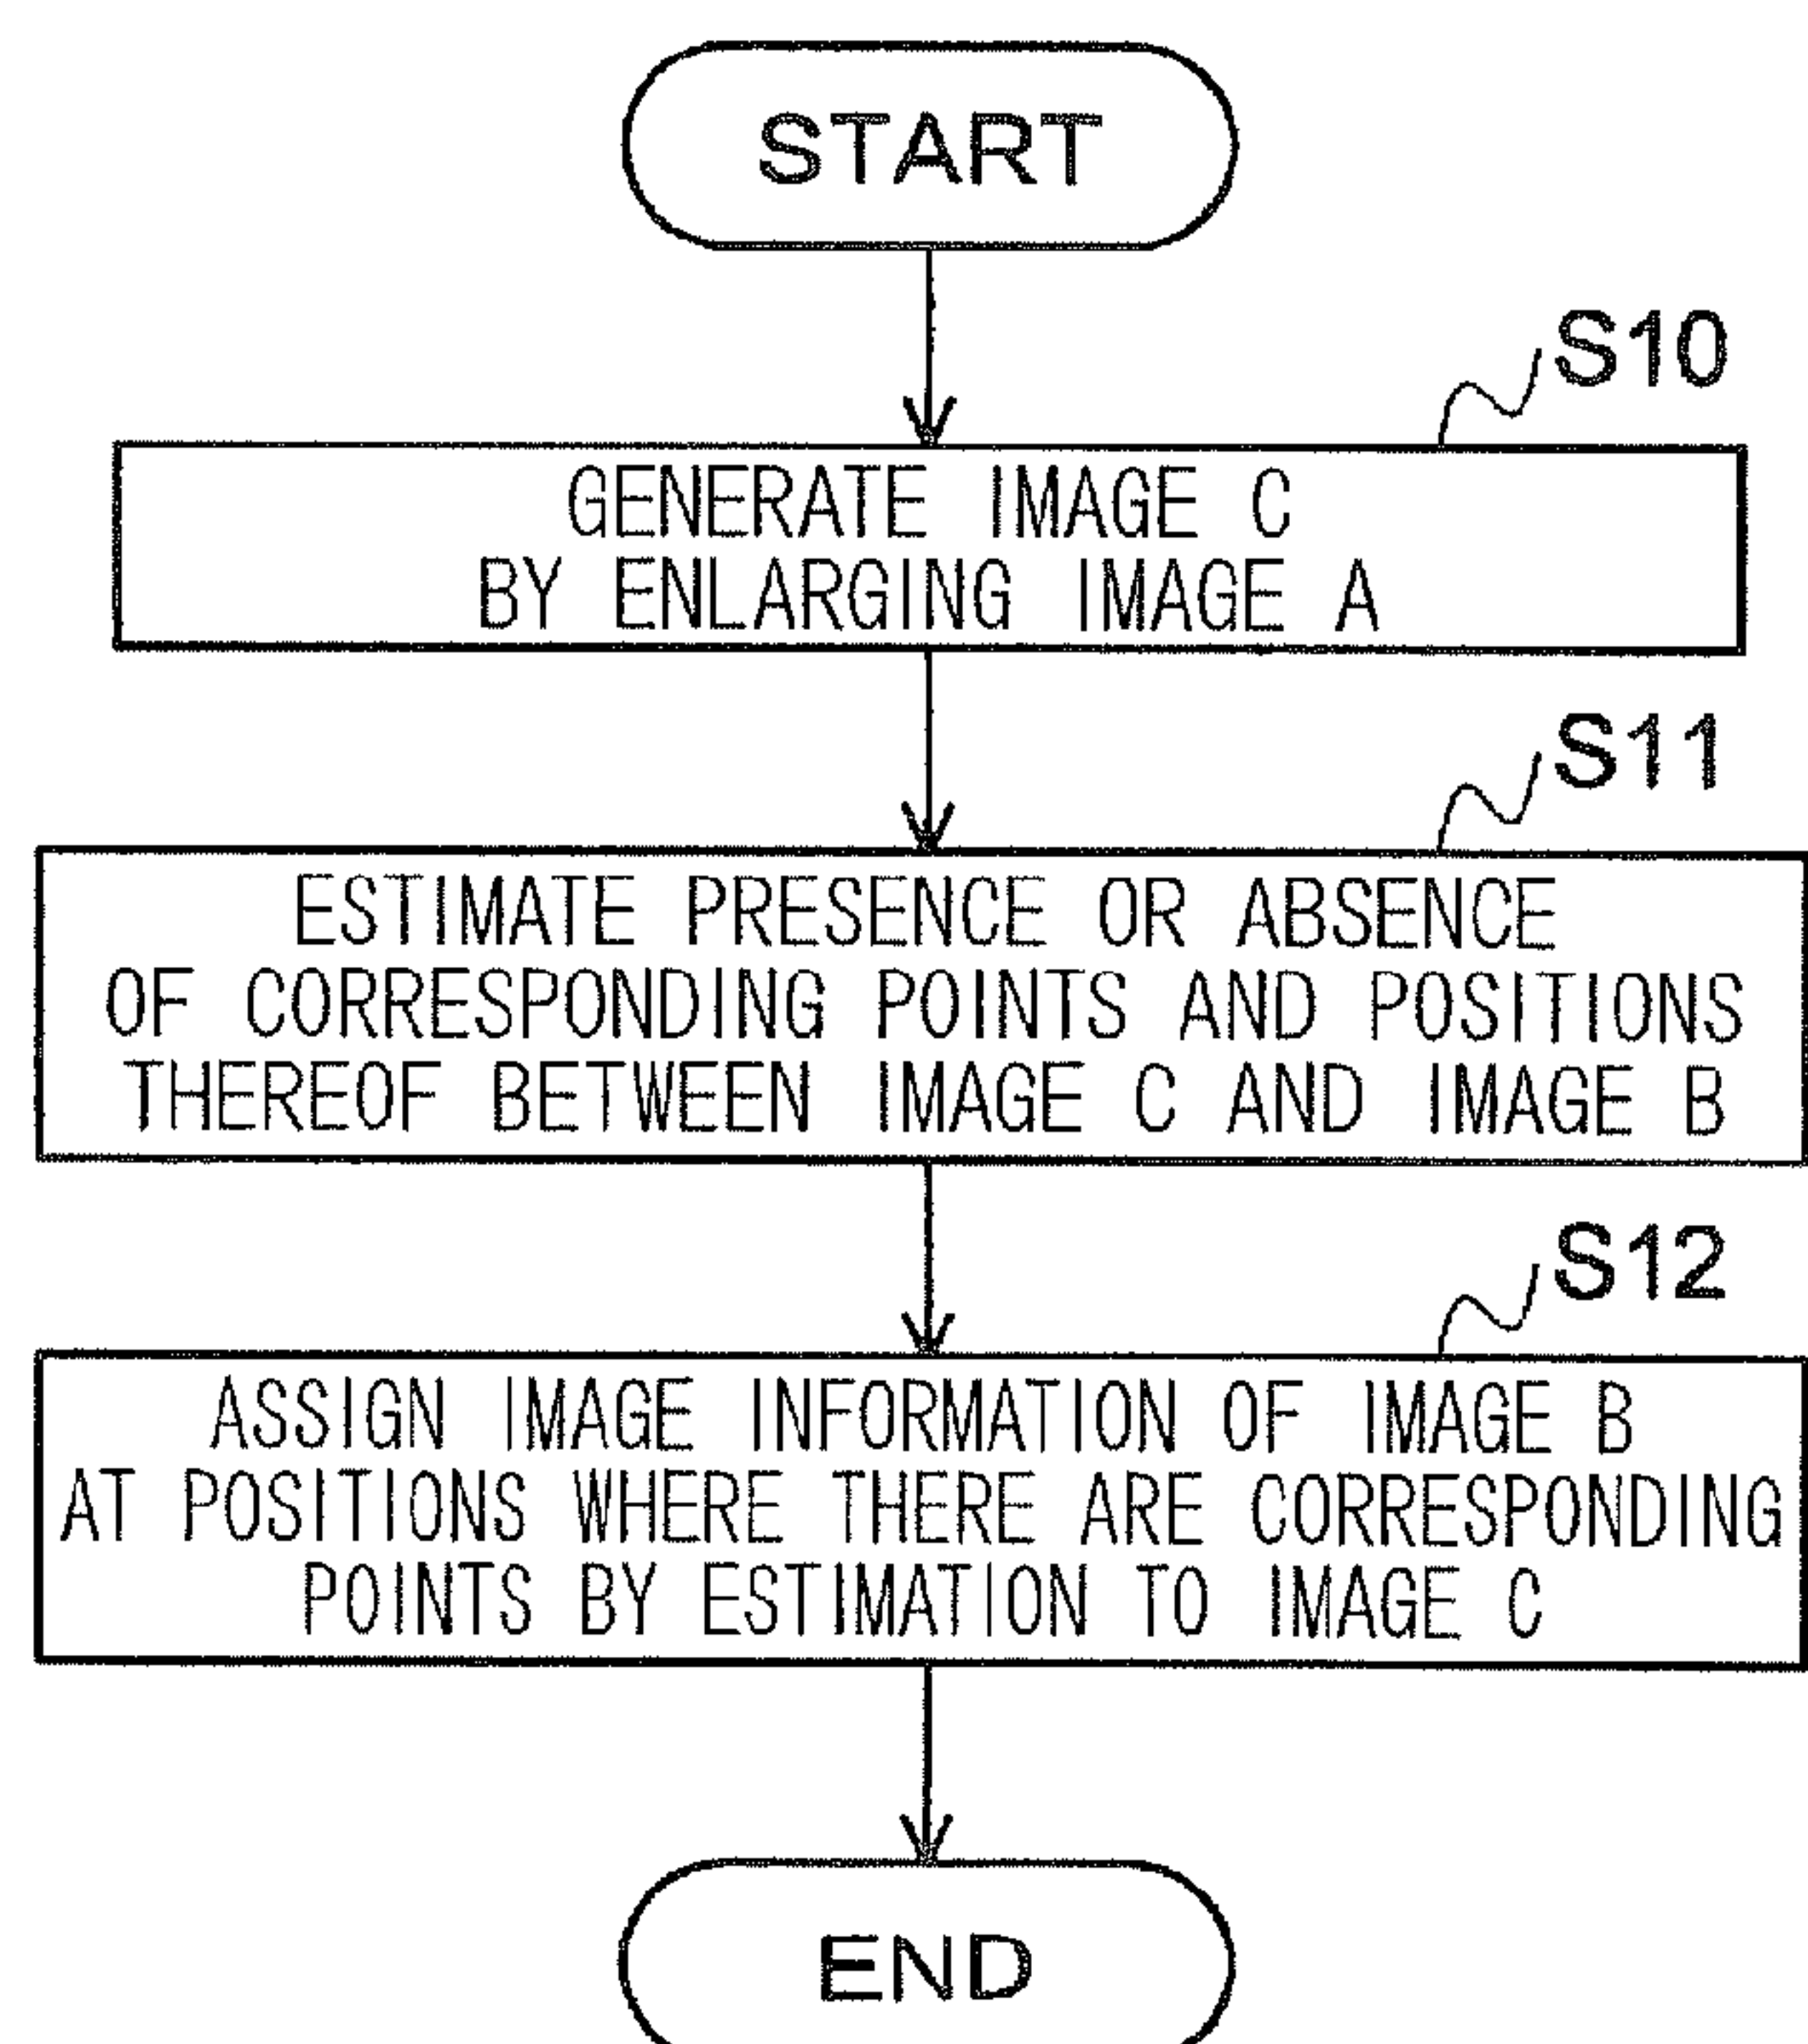 START
S10
GENERATE IMAGE C
BY ENLARGING IMAGE A
S11
ESTIMATE PRESENCE OR ABSENCE
OF CORRESPONDING POINTS AND POSITIONS
THEREOF BETWEEN IMAGE C AND IMAGE B
S12
ASSIGN IMAGE INFORMATION OF IMAGE B
AT POSITIONS WHERE THERE ARE CORRESPONDING
POINTS BY ESTIMATION TO IMAGE C
END